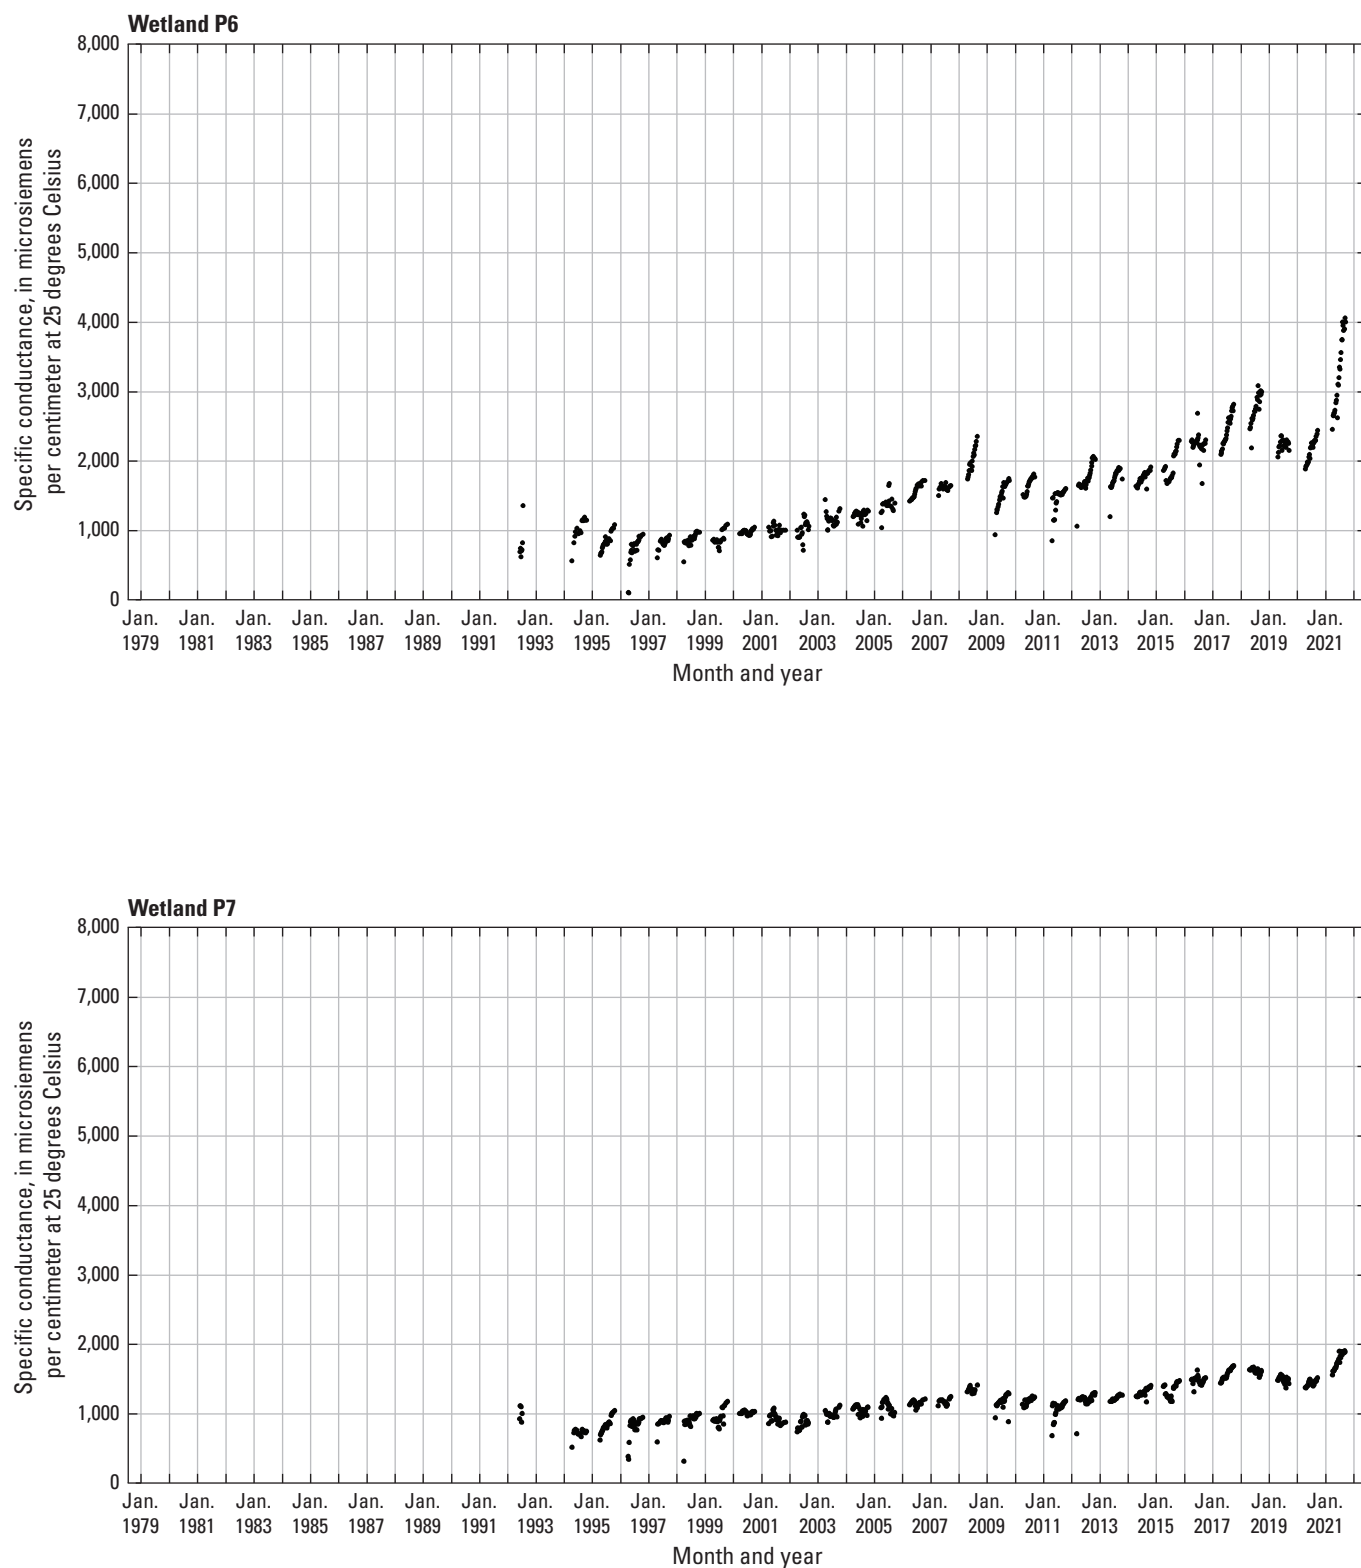 Wetland P6
8,000
7,000
6,000
5,000
4,000
3,000
2,000
1,000
0
Specific conductance, in microsiemens
per centimeter at 25 degrees Celsius
Jan. Jan. Jan. Jan. Jan. Jan. Jan. Jan. Jan. Jan. Jan. Jan. Jan. Jan. Jan. Jan. Jan. Jan. Jan. Jan. Jan. Jan.
1979 1981 1983 1985 1987 1989 1991 1993 1995 1997 1999 2001 2003 2005 2007 2009 2011 2013 2015 2017 2019 2021
Month and year
Wetland P7
8,000
7,000
6,000
5,000
4,000
3,000
2,000
1,000
0
Specific conductance, in microsiemens
per centimeter at 25 degrees Celsius
Jan. Jan. Jan. Jan. Jan. Jan. Jan. Jan. Jan. Jan. Jan. Jan. Jan. Jan. Jan. Jan. Jan. Jan. Jan. Jan. Jan. Jan.
1979 1981 1983 1985 1987 1989 1991 1993 1995 1997 1999 2001 2003 2005 2007 2009 2011 2013 2015 2017 2019 2021
Month and year